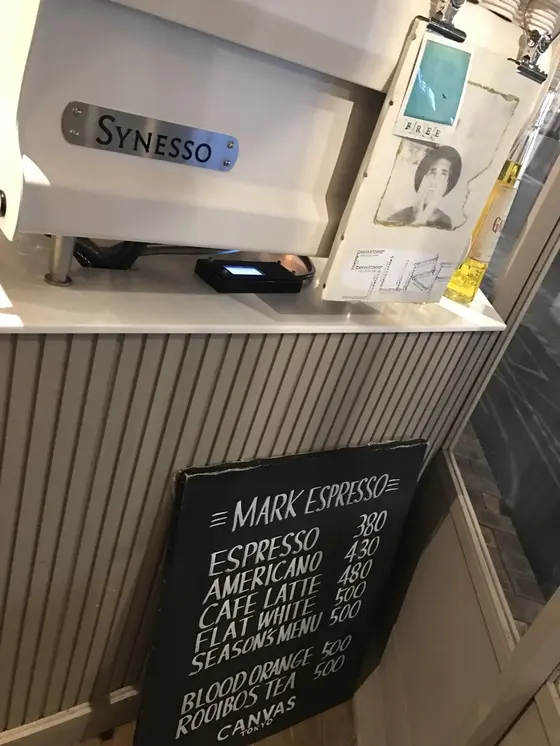 SYNESSO
FREE
MARK ESPRESSO
ESPRESSO 380
AMERICANO 430
CAFE LATTE 480
FLAT WHITE 500
SEASON'S MENU 500
BLOOD ORANGE 500
ROOIBOS TEA 500
CANVAS
TOKYO